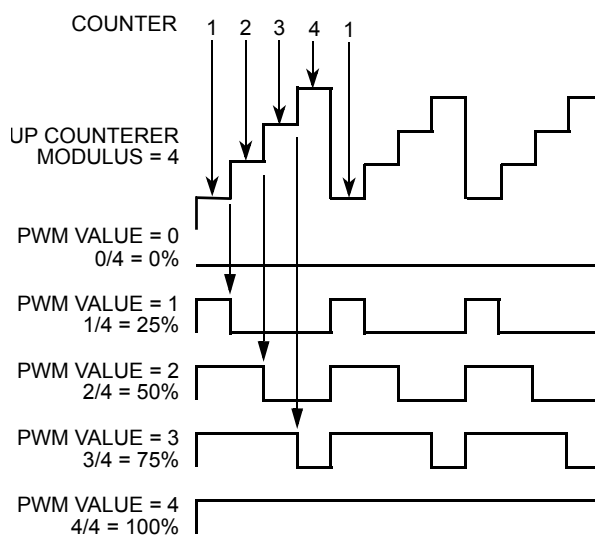 COUNTER 1 2 3 4 1
UP COUNTERER
MODULUS = 4
PWM VALUE = 0
0/4 = 0%
PWM VALUE = 1
1/4 = 25%
PWM VALUE = 2
2/4 = 50%
PWM VALUE = 3
3/4 = 75%
PWM VALUE = 4
4/4 = 100%